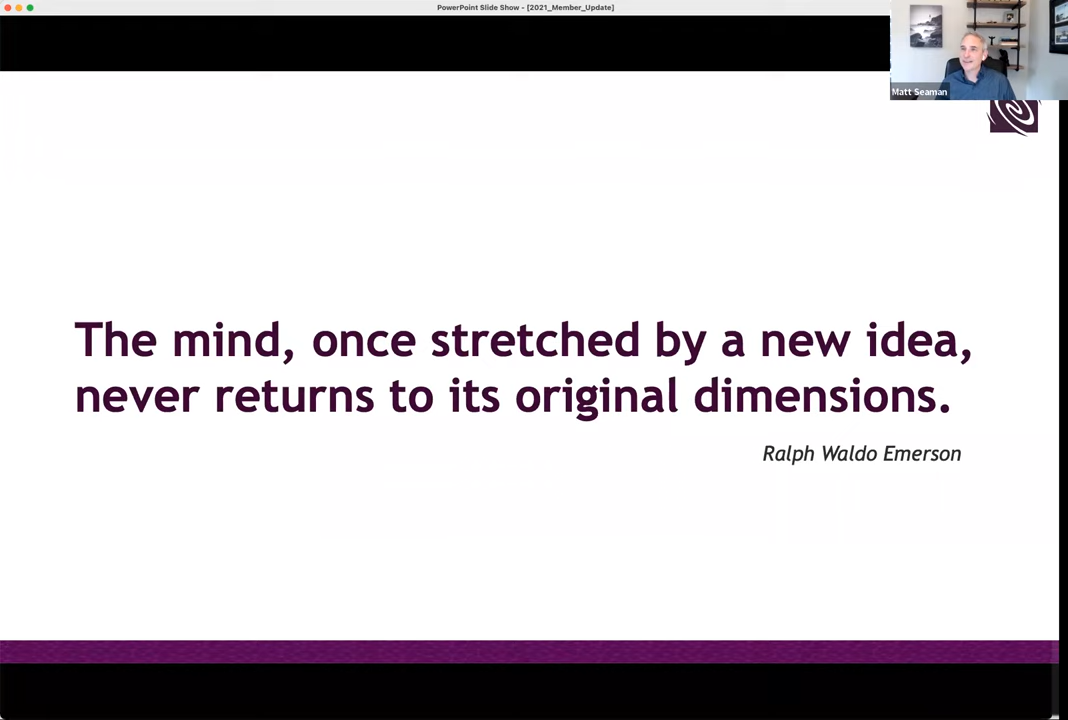 PowerPoint Slide Show - [2021_Member_Update]
Matt Seaman
The mind, once stretched by a new idea,
never returns to its original dimensions.
Ralph Waldo Emerson